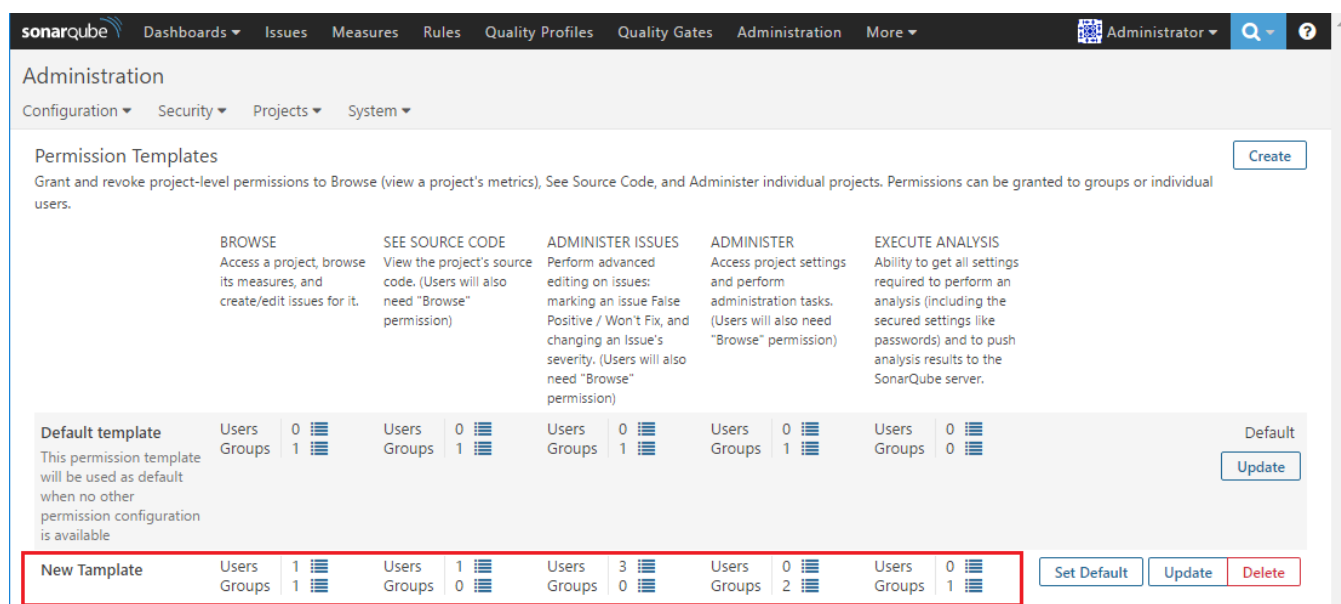 sonarqube Dashboards Issues Measures Rules Quality Profiles Quality Gates Administration More Administrator ?
Administration
Configuration Security Projects System
Permission Templates Create
Grant and revoke project-level permissions to Browse (view a project's metrics), See Source Code, and Administer individual projects. Permissions can be granted to groups or individual
users.
BROWSE
Access a project, browse
its measures, and
create/edit issues for it.
SEE SOURCE CODE
View the project's source
code. (Users will also
need "Browse"
permission)
ADMINISTER ISSUES
Perform advanced
editing on issues:
marking an issue False
Positive / Won't Fix, and
changing an Issue's
severity. (Users will also
need "Browse"
permission)
ADMINISTER
Access project settings
and perform
administration tasks.
(Users will also need
"Browse" permission)
EXECUTE ANALYSIS
Ability to get all settings
required to perform an
analysis (including the
secured settings like
passwords) and to push
analysis results to the
SonarQube server.
Default template
This permission template
will be used as default
when no other
permission configuration
is available
Users 0 Users 0 Users 0 Users 0 Users 0
Groups 1 Groups 1 Groups 1 Groups 1 Groups 0
Default
Update
New Tamplate
Users 1 Users 1 Users 3 Users 0 Users 0
Groups 1 Groups 0 Groups 0 Groups 2 Groups 1
Set Default Update Delete